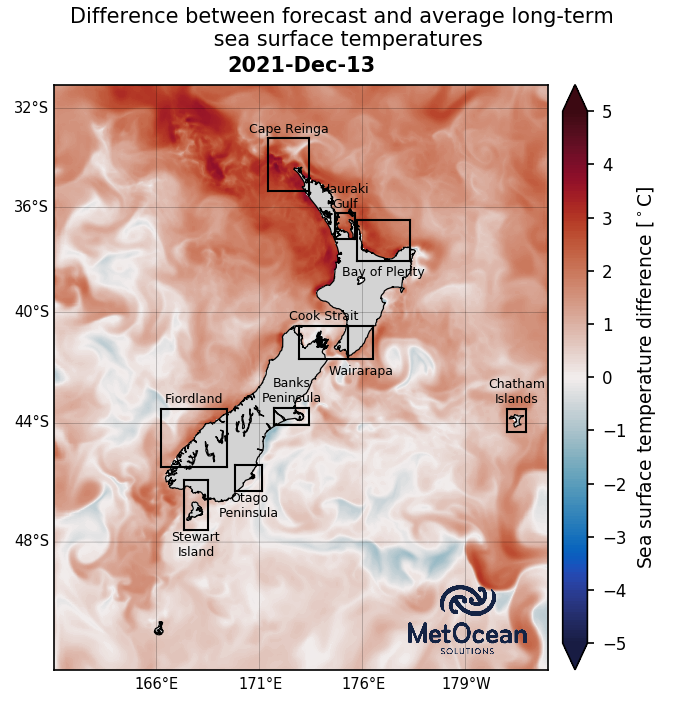 Difference between forecast and average long-term
sea surface temperatures
2021-Dec-13
32°S
36°S
40°S
44°S
48°S
Cape Reinga
Hauraki
Gulf
Bay of Plenty
Cook Strait
Wairarapa
Banks
Peninsula
Fiordland
Chatham
Islands
Otago
Peninsula
Stewart
Island
MetOcean
SOLUTIONS
166°E
171°E
176°E
179°W
5
4
3
2
1
0
−1
−2
−3
−4
−5
Sea surface temperature difference [°C]